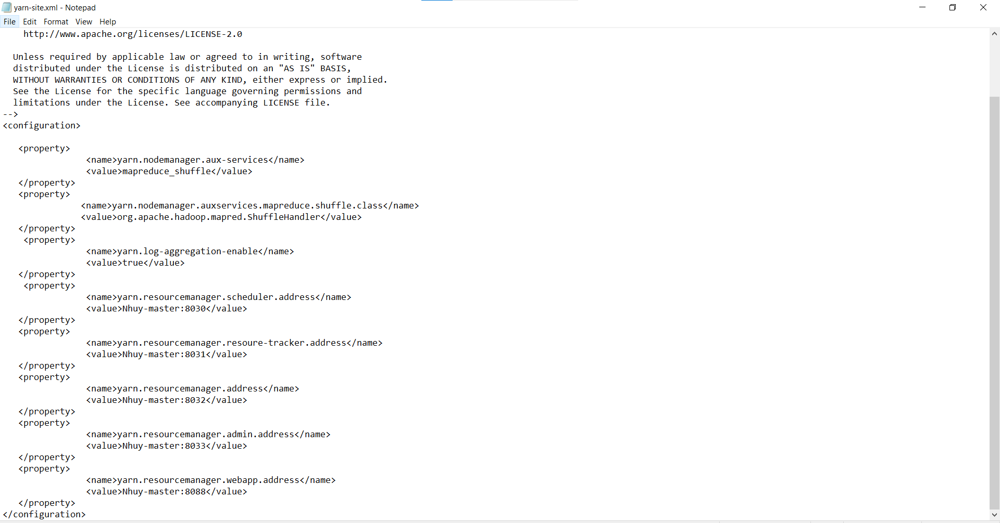 yarn-site.xml - Notepad
File Edit Format View Help
http://www.apache.org/licenses/LICENSE-2.0
Unless required by applicable law or agreed to in writing, software
distributed under the License is distributed on an "AS IS" BASIS,
WITHOUT WARRANTIES OR CONDITIONS OF ANY KIND, either express or implied.
See the License for the specific language governing permissions and
limitations under the License. See accompanying LICENSE file.
-->
<configuration>
<property>
<name>yarn.nodemanager.aux-services</name>
<value>mapreduce_shuffle</value>
</property>
<property>
<name>yarn.nodemanager.auxservices.mapreduce.shuffle.class</name>
<value>org.apache.hadoop.mapred.ShuffleHandler</value>
</property>
<property>
<name>yarn.log-aggregation-enable</name>
<value>true</value>
</property>
<property>
<name>yarn.resourcemanager.scheduler.address</name>
<value>Nhuy-master:8030</value>
</property>
<property>
<name>yarn.resourcemanager.resoure-tracker.address</name>
<value>Nhuy-master:8031</value>
</property>
<property>
<name>yarn.resourcemanager.address</name>
<value>Nhuy-master:8032</value>
</property>
<property>
<name>yarn.resourcemanager.admin.address</name>
<value>Nhuy-master:8033</value>
</property>
<property>
<name>yarn.resourcemanager.webapp.address</name>
<value>Nhuy-master:8088</value>
</property>
</configuration>